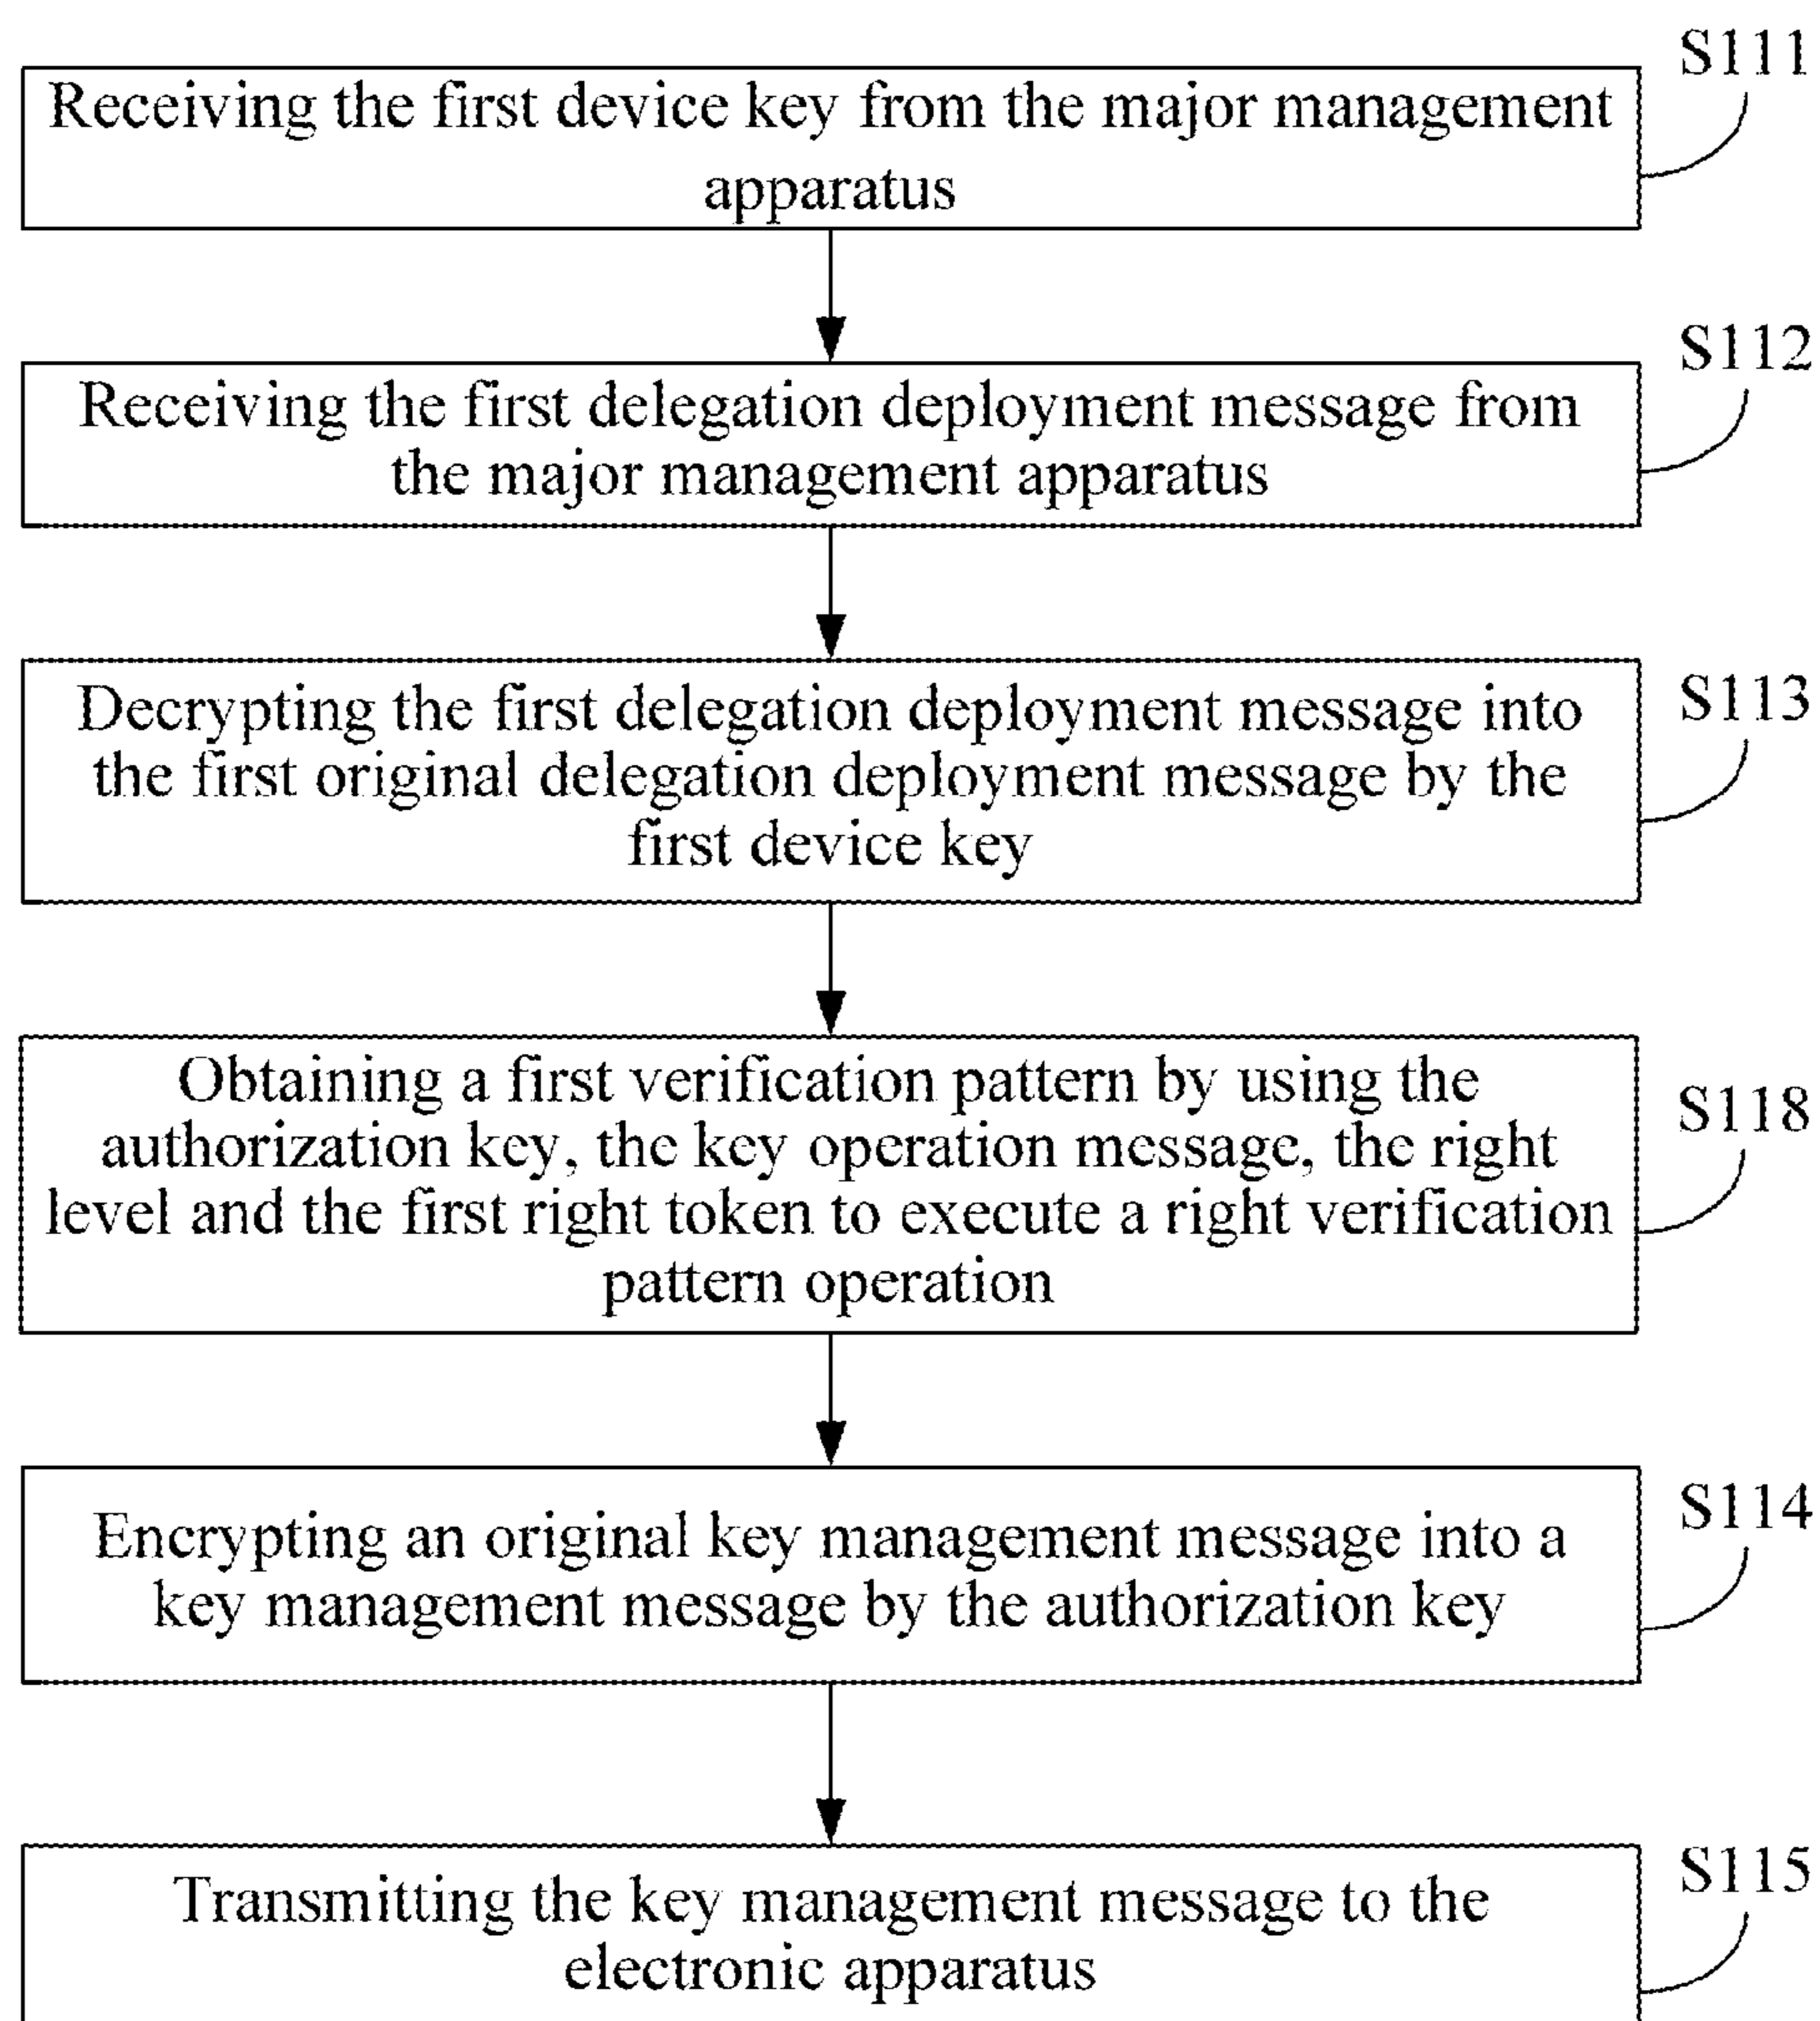 S111
Receiving the first device key from the major management
apparatus
S112
Receiving the first delegation deployment message from
the major management apparatus
S113
Decrypting the first delegation deployment message into
the first original delegation deployment message by the
first device key
S118
Obtaining a first verification pattern by using the
authorization key, the key operation message, the right
level and the first right token to execute a right verification
pattern operation
S114
Encrypting an original key management message into a
key management message by the authorization key
S115
Transmitting the key management message to the
electronic apparatus